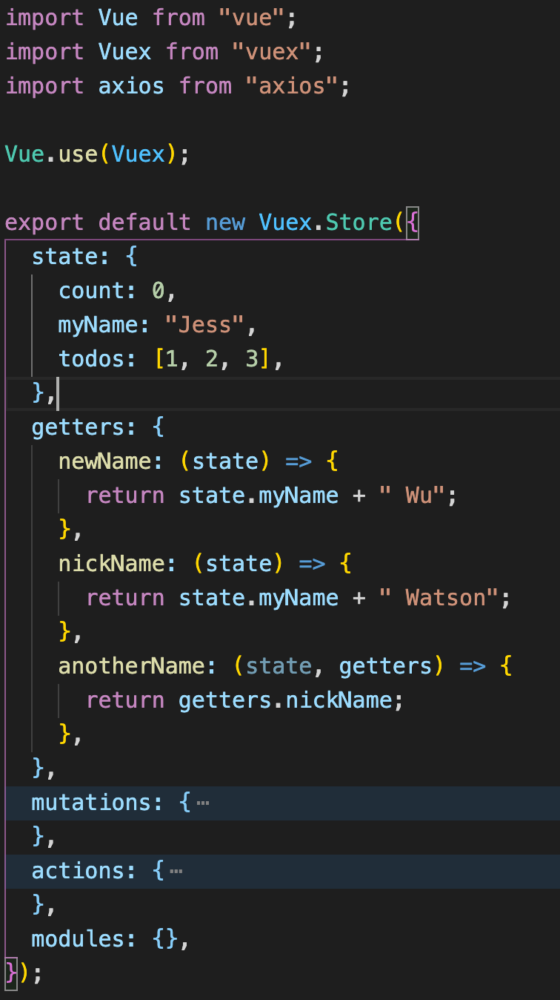 import Vue from "vue";
import Vuex from "vuex";
import axios from "axios";
Vue.use(Vuex);
export default new Vuex.Store({
state: {
count: 0,
myName: "Jess",
todos: [1, 2, 3],
},
getters: {
newName: (state) => {
return state.myName + " Wu";
},
nickName: (state) => {
return state.myName + " Watson";
},
anotherName: (state, getters) => {
return getters.nickName;
},
},
mutations: {⋯
},
actions: {⋯
},
modules: {},
});